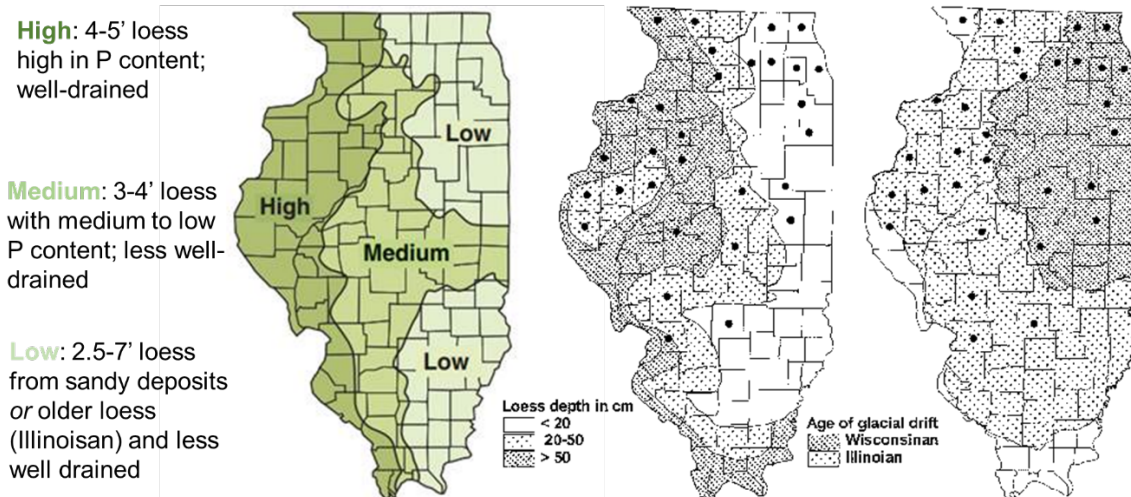 High: 4-5’ loess
high in P content;
well-drained
Medium: 3-4’ loess
with medium to low
P content; less well-
drained
Low: 2.5-7’ loess
from sandy deposits
or older loess
(Illinoisan) and less
well drained
Low
High
Medium
Low
Loess depth in cm
< 20
20-50
> 50
Age of glacial drift
Wisconsinan
Illinoian